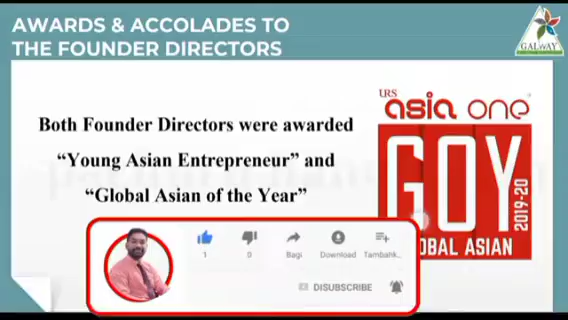 AWARDS & ACCOLADES TO
THE FOUNDER DIRECTORS
GALWAY
Both Founder Directors were awarded
“Young Asian Entrepreneur” and
“Global Asian of the Year”
URS
asia one
GOY
2019-20
GLOBAL ASIAN
1
0
Bagi
Download
Tambahk...
DISUBSCRIBE